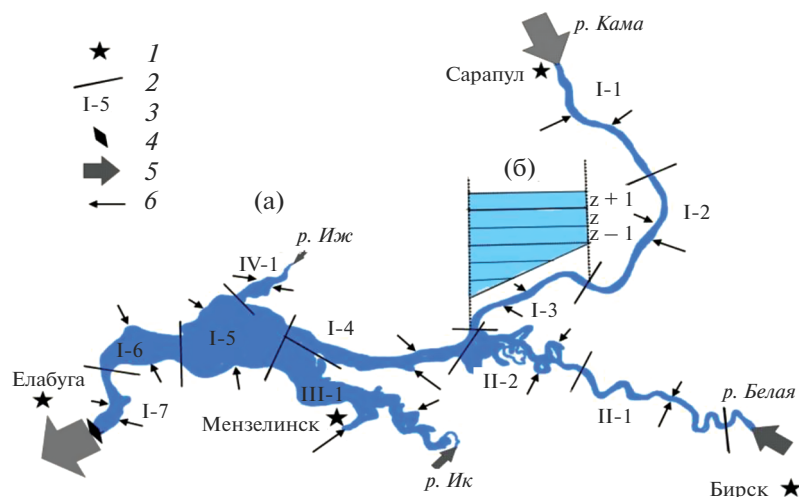 р. Кама
Сарапул
1
2
I-5 3
4
5
6
I-1
(а)
(б)
z + 1
z
z – 1
I-2
р. Иж
IV-1
I-3
I-4
I-5
I-6
II-2
Елабуга
III-1
II-1
I-7
Мензелинск
р. Белая
р. Ик
Бирск